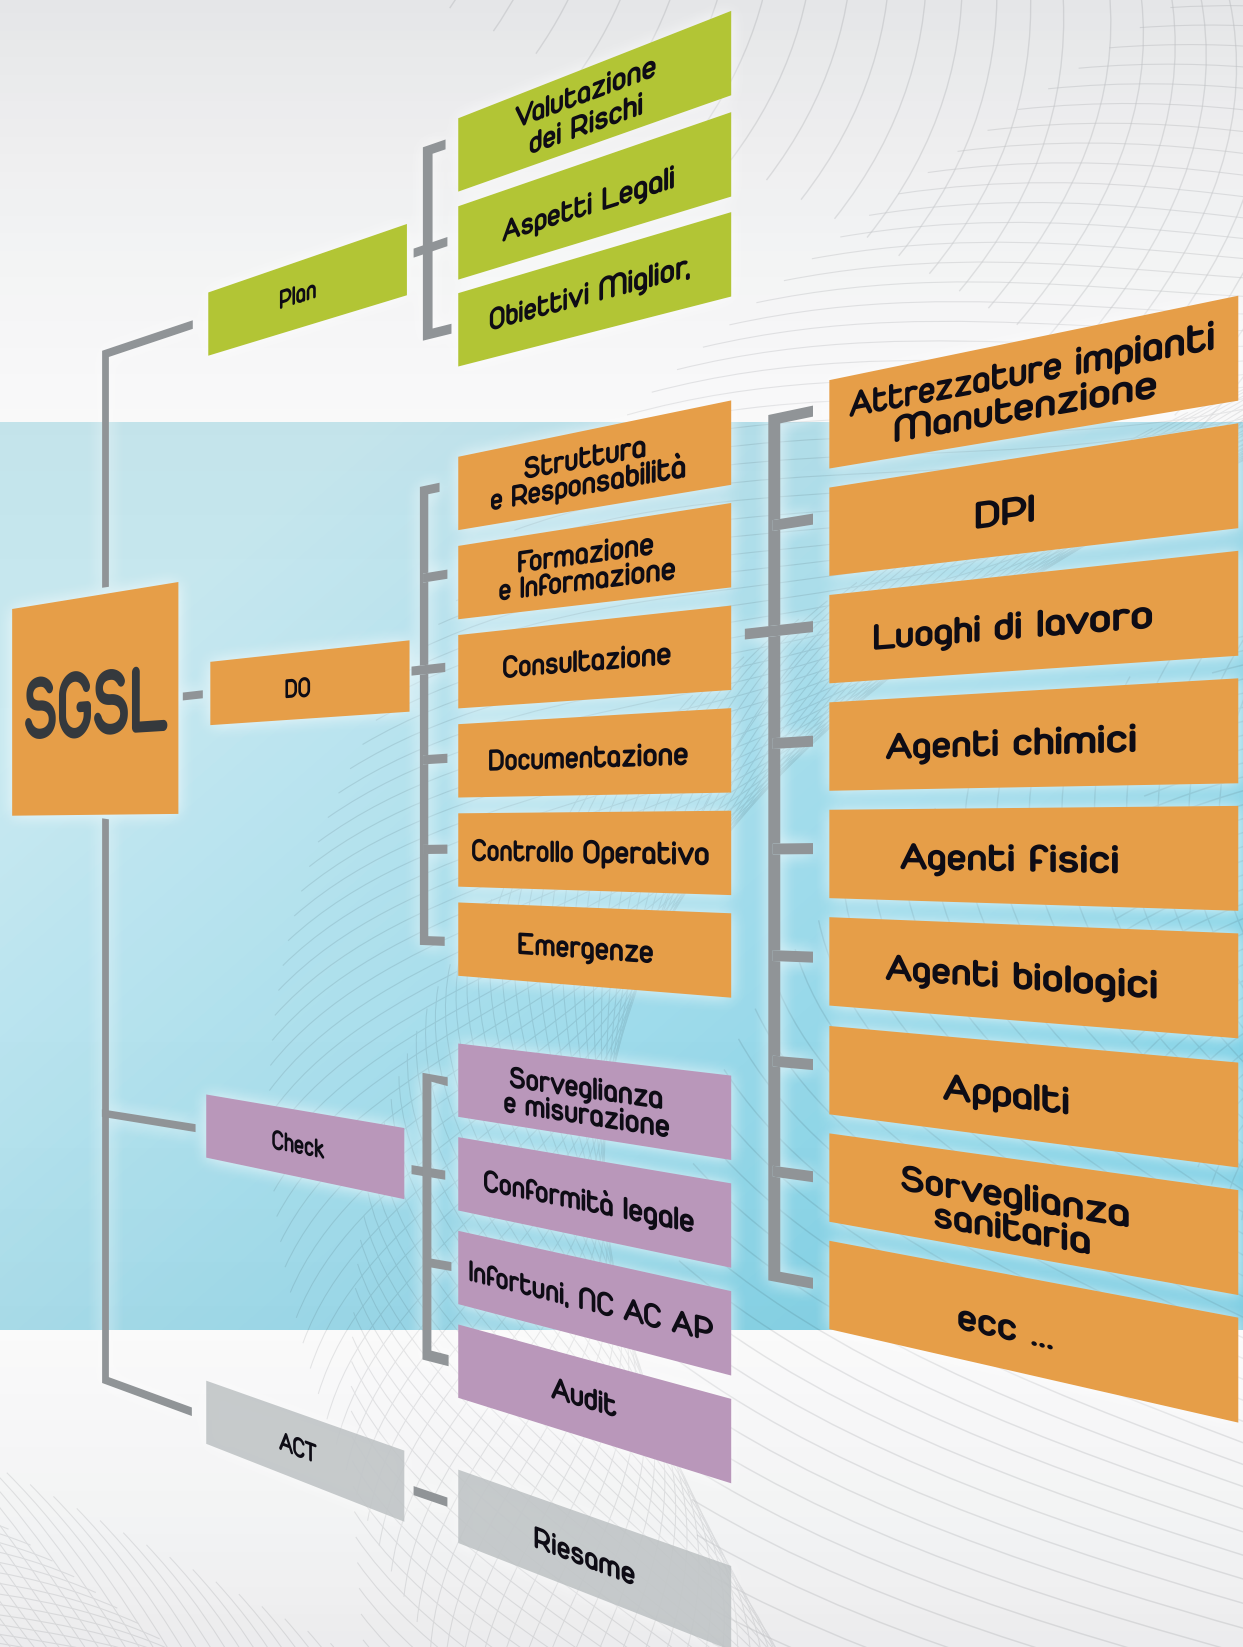 SGSL
Plan
Valutazione
dei Rischi
Aspetti Legali
Obiettivi Miglior.
DO
Struttura
e Responsabilità
Formazione
e Informazione
Consultazione
Documentazione
Controllo Operativo
Emergenze
Attrezzature impianti
Manutenzione
DPI
Luoghi di lavoro
Agenti chimici
Agenti fisici
Agenti biologici
Appalti
Sorveglianza
sanitaria
ecc ...
Check
Sorveglianza
e misurazione
Conformità legale
Infortuni, NC AC AP
Audit
ACT
Riesame